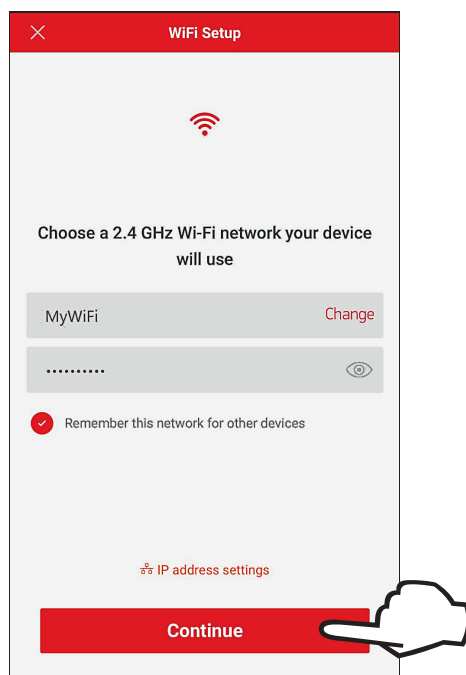 WiFi Setup
Choose a 2.4 GHz Wi-Fi network your device
will use
MyWiFi Change
••••••••••
Remember this network for other devices
IP address settings
Continue